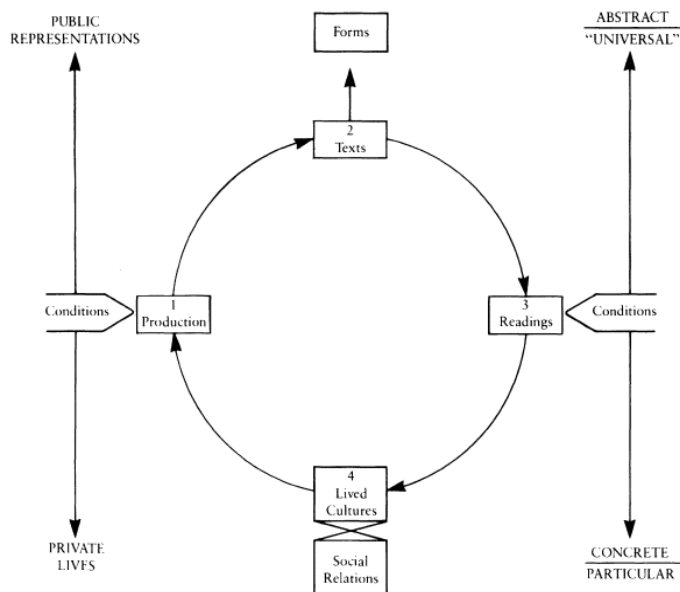 PUBLIC
REPRESENTATIONS
Forms
ABSTRACT
“UNIVERSAL”
2
Texts
Conditions
1
Production
3
Readings
Conditions
4
Lived
Cultures
PRIVATE
LIVES
Social
Relations
CONCRETE
PARTICULAR